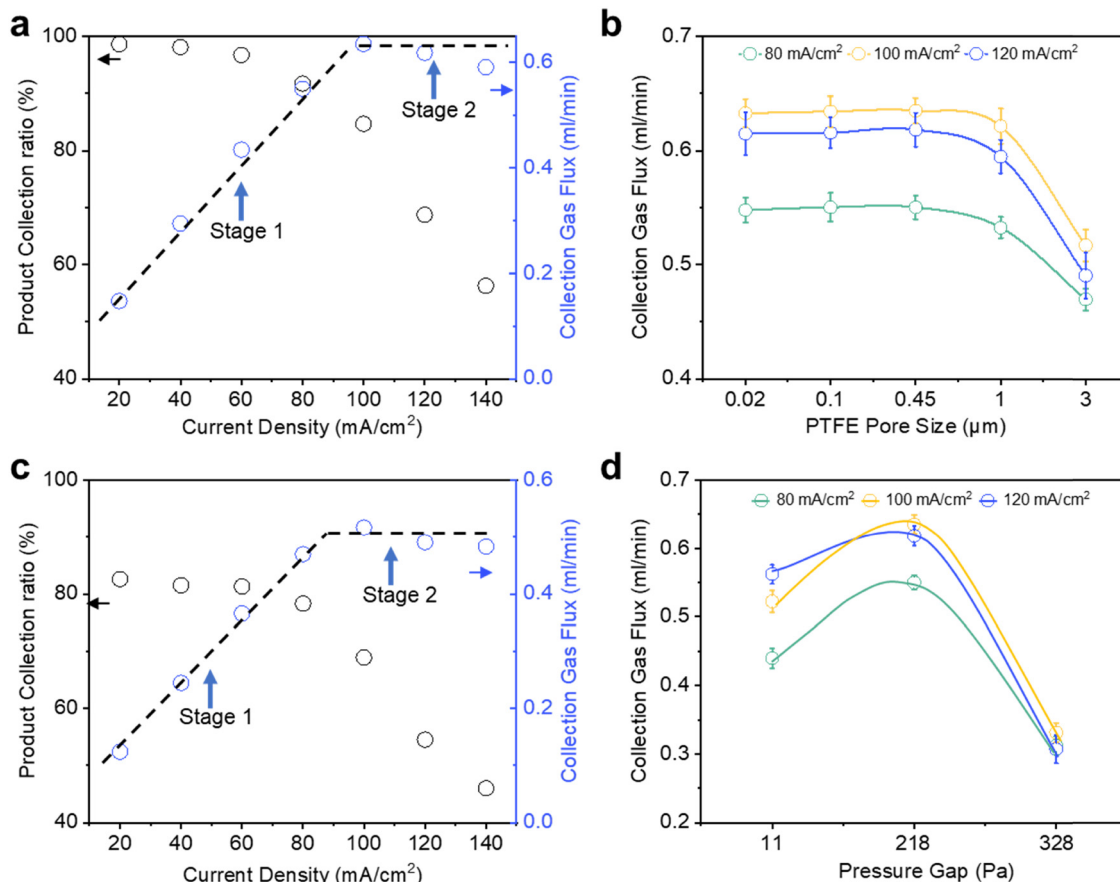 a
Product Collection ratio (%)
100
80
60
40
Stage 1
Stage 2
0.6
0.4
0.2
0.0
Collection Gas Flux (ml/min)
20 40 60 80 100 120 140
Current Density (mA/cm²)
b
Collection Gas Flux (ml/min)
0.7
0.6
0.5
0.4
80 mA/cm² 100 mA/cm² 120 mA/cm²
0.02 0.1 0.45 1 3
PTFE Pore Size (μm)
c
Product Collection ratio (%)
100
80
60
40
Stage 1
Stage 2
0.6
0.4
0.2
0.0
Collection Gas Flux (ml/min)
20 40 60 80 100 120 140
Current Density (mA/cm²)
d
Collection Gas Flux (ml/min)
0.7
0.6
0.5
0.4
0.3
0.2
80 mA/cm² 100 mA/cm² 120 mA/cm²
11 218 328
Pressure Gap (Pa)